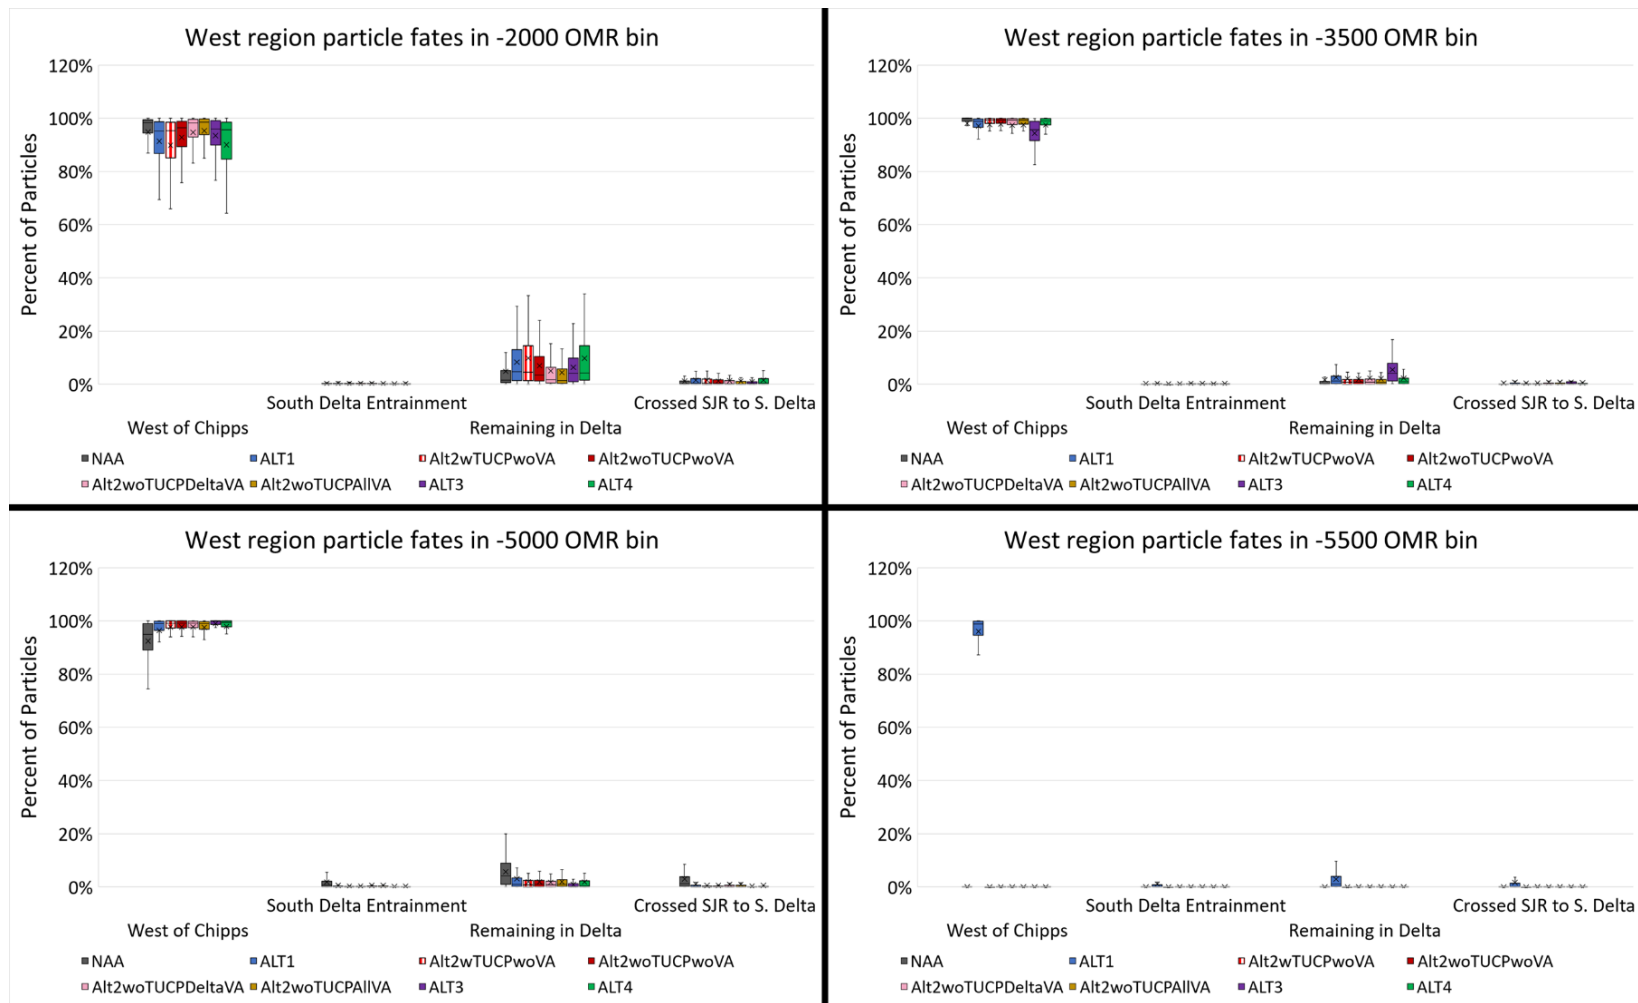 West region particle fates in -2000 OMR bin
120%
100%
80%
60%
40%
20%
0%
Percent of Particles
South Delta Entrainment
Crossed SJR to S. Delta
West of Chipps
Remaining in Delta
NAA
ALT1
Alt2wTUCPwoVA
Alt2woTUCPwoVA
Alt2woTUCPDeltaVA
Alt2woTUCPAllVA
ALT3
ALT4
West region particle fates in -3500 OMR bin
120%
100%
80%
60%
40%
20%
0%
Percent of Particles
South Delta Entrainment
Crossed SJR to S. Delta
West of Chipps
Remaining in Delta
NAA
ALT1
Alt2wTUCPwoVA
Alt2woTUCPwoVA
Alt2woTUCPDeltaVA
Alt2woTUCPAllVA
ALT3
ALT4
West region particle fates in -5000 OMR bin
120%
100%
80%
60%
40%
20%
0%
Percent of Particles
South Delta Entrainment
Crossed SJR to S. Delta
West of Chipps
Remaining in Delta
NAA
ALT1
Alt2wTUCPwoVA
Alt2woTUCPwoVA
Alt2woTUCPDeltaVA
Alt2woTUCPAllVA
ALT3
ALT4
West region particle fates in -5500 OMR bin
120%
100%
80%
60%
40%
20%
0%
Percent of Particles
South Delta Entrainment
Crossed SJR to S. Delta
West of Chipps
Remaining in Delta
NAA
ALT1
Alt2wTUCPwoVA
Alt2woTUCPwoVA
Alt2woTUCPDeltaVA
Alt2woTUCPAllVA
ALT3
ALT4